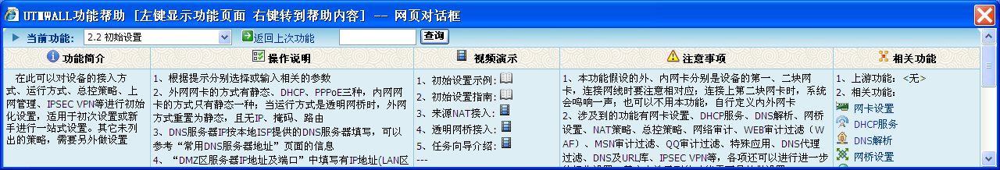 UTMWALL功能帮助 [左键显示功能页面 右键转到帮助内容] -- 网页对话框
当前功能: 2.2 初始设置 返回上次功能 查询
功能简介
在此可以对设备的接入方
式、运行方式、总控策略、上
网管理、IPSEC VPN等进行初始
化设置，适用于初次设置或新
手进行一站式设置。其它未列
出的策略，需要另外做设置
操作说明
1、根据提示分别选择或输入相关的参数
2、外网网卡的方式有静态、DHCP、PPPoE三种，内网网
卡的方式只有静态一种；当运行方式是透明网桥时，外网
方式重置为静态，且无IP、掩码、路由
3、DNS服务器IP按本地ISP提供的DNS服务器填写，可以
参考“常用DNS服务器地址”页面的信息
4、“DMZ区服务器IP地址及端口”中填写有IP地址(LAN区
视频演示
1、初始设置示例:
2、初始设置指南:
3、来源NAT接入:
4、透明网桥接入:
5、任务向导介绍:
---
注意事项
1、本功能假设的外、内网卡分别是设备的第一、二块网
卡，连接网线时要注意相对应；连接上第二块网卡时，系统
会鸣响一声；也可以不用本功能，自行定义内外网卡
2、涉及到的功能有网卡设置、DHCP服务、DNS解析、网桥
设置、NAT策略、总控策略、网络审计、WEB审计过滤（W
AF）、MSN审计过滤、QQ审计过滤、特殊应用、DNS代理
过滤、DNS及URL库、IPSEC VPN等，各项还可以进行进一步
相关功能
1、上游功能: <无>
2、相关功能:
网卡设置
DHCP服务
DNS解析
网桥设置